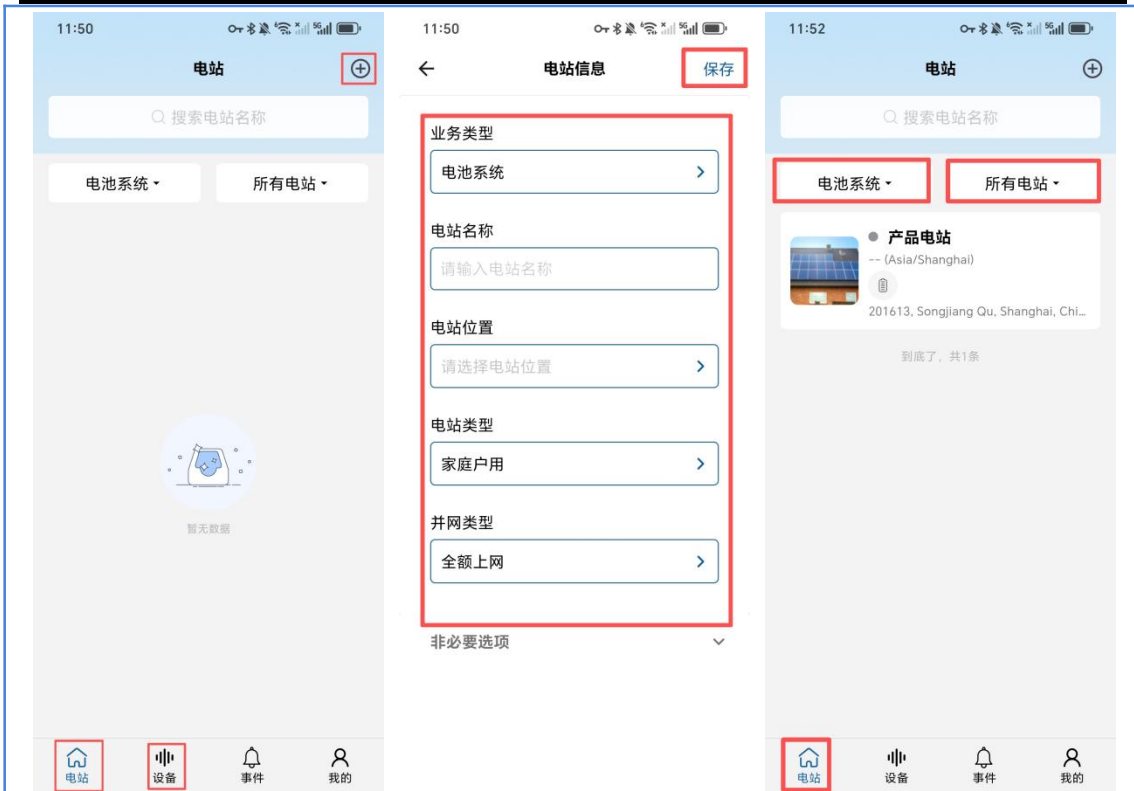 11:50
电站
搜索电站名称
电池系统
所有电站
暂无数据
电站
设备
事件
我的
11:50
电站信息
保存
业务类型
电池系统
电站名称
请输入电站名称
电站位置
请选择电站位置
电站类型
家庭户用
并网类型
全额上网
非必要选项
11:52
电站
搜索电站名称
电池系统
所有电站
产品电站
-- (Asia/Shanghai)
201613, Songjiang Qu, Shanghai, Chi...
到底了，共1条
电站
设备
事件
我的